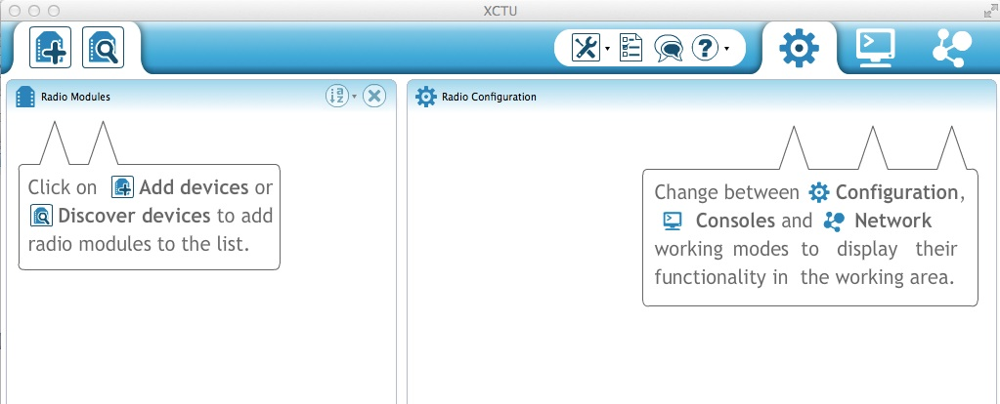 XCTU
Radio Modules
Radio Configuration
Click on Add devices or
Discover devices to add
radio modules to the list.
Change between Configuration,
Consoles and Network
working modes to display their
functionality in the working area.